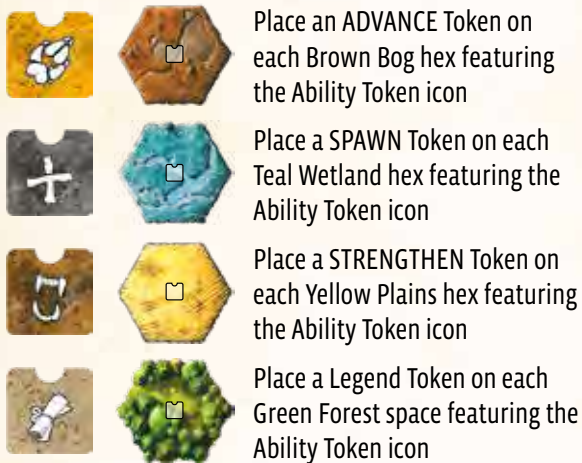 Place an ADVANCE Token on
each Brown Bog hex featuring
the Ability Token icon
Place a SPAWN Token on each
Teal Wetland hex featuring the
Ability Token icon
Place a STRENGTHEN Token on
each Yellow Plains hex featuring
the Ability Token icon
Place a Legend Token on each
Green Forest space featuring the
Ability Token icon